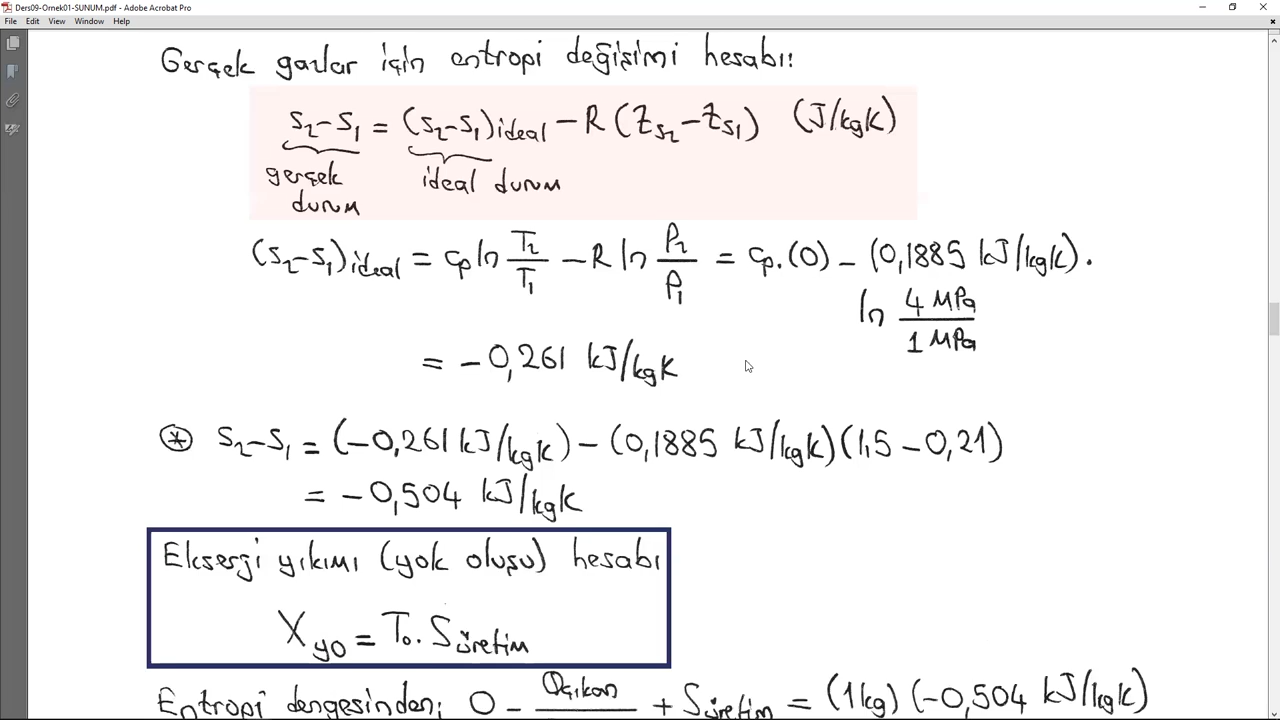 Ders09-Ornek01-SUNUM.pdf - Adobe Acrobat Pro
File Edit View Window Help
Gerçek gazlar için entropi değişimi hesabı:
s₂-s₁ = (s₂-s₁)ideal - R (Zs₂ - Zs₁) (J/kgK)
gerçek durum
ideal durum
(s₂-s₁)ideal = cp ln T₂/T₁ - R ln P₂/P₁ = cp.(0) - (0,1885 kJ/kgK).
ln 4 MPa / 1 MPa
= -0,261 kJ/kgK
* s₂-s₁ = (-0,261 kJ/kgK) - (0,1885 kJ/kgK)(1,5 - 0,21)
= -0,504 kJ/kgK
Ekserji yıkımı (yok oluşu) hesabı
Xyo = T₀. Süretim
Entropi dengesinden; 0 - Qçıkan + Süretim = (1kg) (-0,504 kJ/kgK)